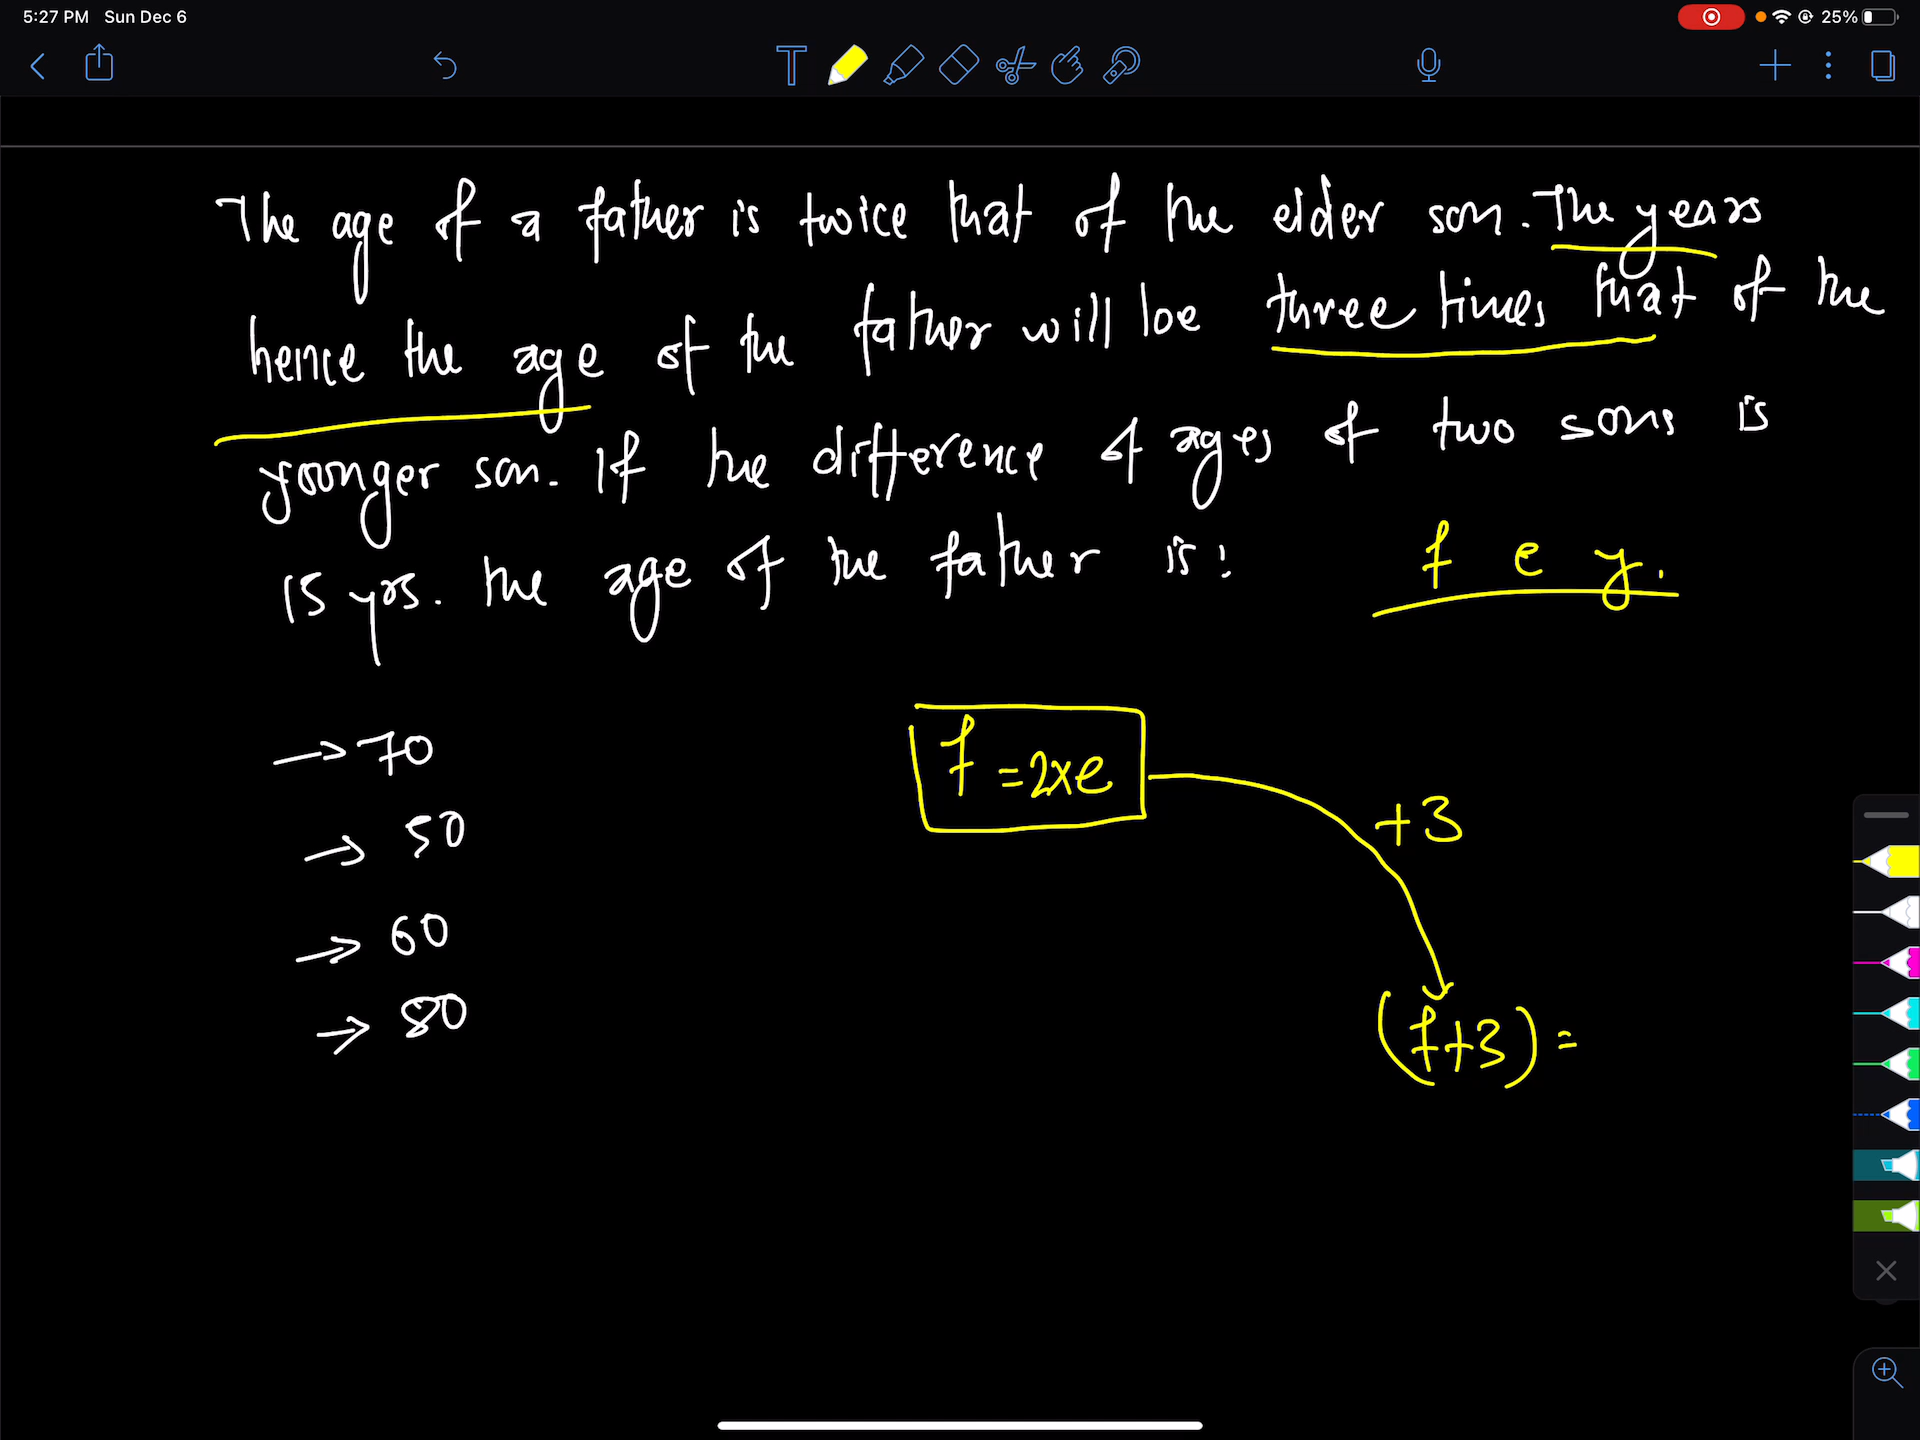 5:27 PM Sun Dec 6
25%
T
The age of a father is twice that of the elder son. The years
hence the age of the father will be three times that of the
younger son. If the difference of ages of two sons is
15 yrs. the age of the father is:
f e y.
→ 70
f = 2xe
+3
→ 50
→ 60
→ 80
(f+3) =